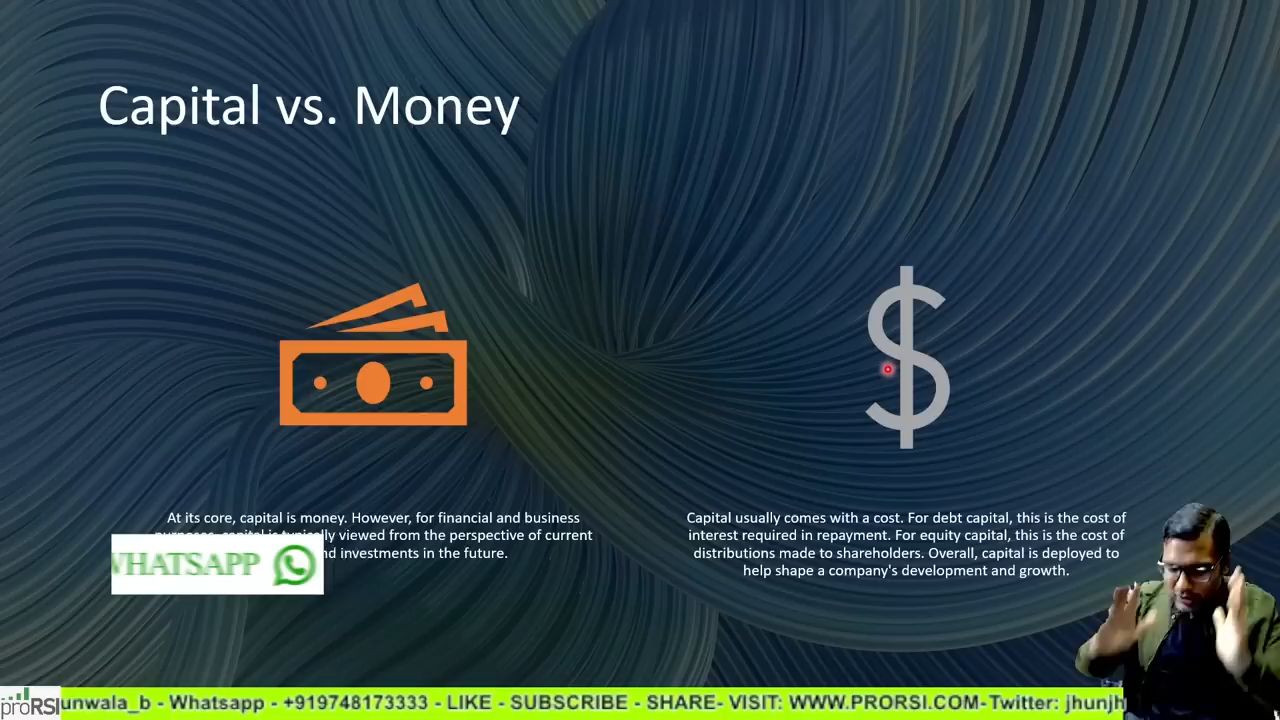 Capital vs. Money
At its core, capital is money. However, for financial and business
viewed from the perspective of current
investments in the future.
Capital usually comes with a cost. For debt capital, this is the cost of
interest required in repayment. For equity capital, this is the cost of
distributions made to shareholders. Overall, capital is deployed to
help shape a company's development and growth.
WHATSAPP
proRSI
unwala_b - Whatsapp - +919748173333 - LIKE - SUBSCRIBE - SHARE- VISIT: WWW.PRORSI.COM- Twitter: jhunjh